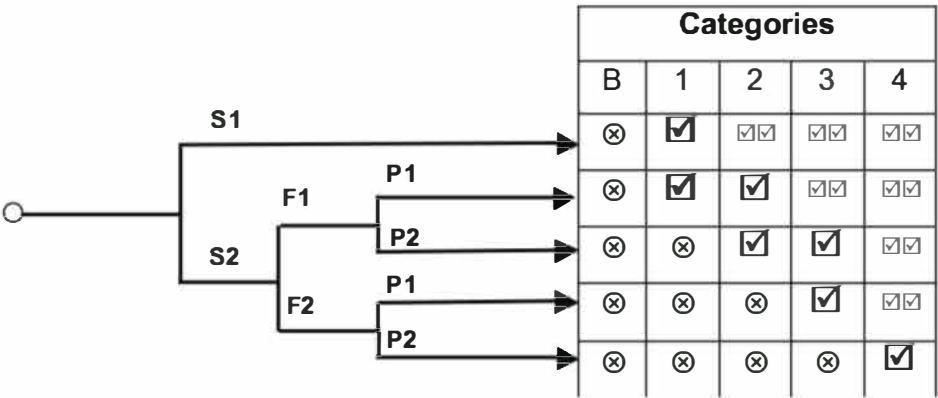 Categories
B 1 2 3 4
S1 ⊗ ☑ ☑☑ ☑☑ ☑☑
P1 ⊗ ☑ ☑ ☑☑ ☑☑
F1
P2 ⊗ ⊗ ☑ ☑ ☑☑
S2
P1 ⊗ ⊗ ⊗ ☑ ☑☑
F2
P2 ⊗ ⊗ ⊗ ⊗ ☑